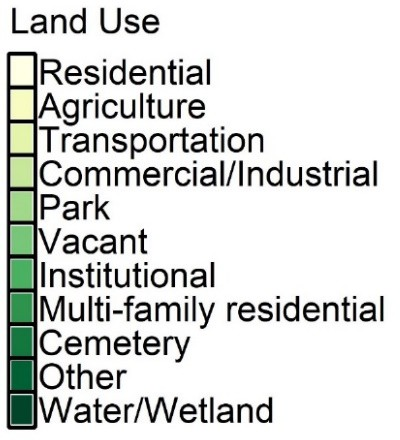 Land Use
Residential
Agriculture
Transportation
Commercial/Industrial
Park
Vacant
Institutional
Multi-family residential
Cemetery
Other
Water/Wetland